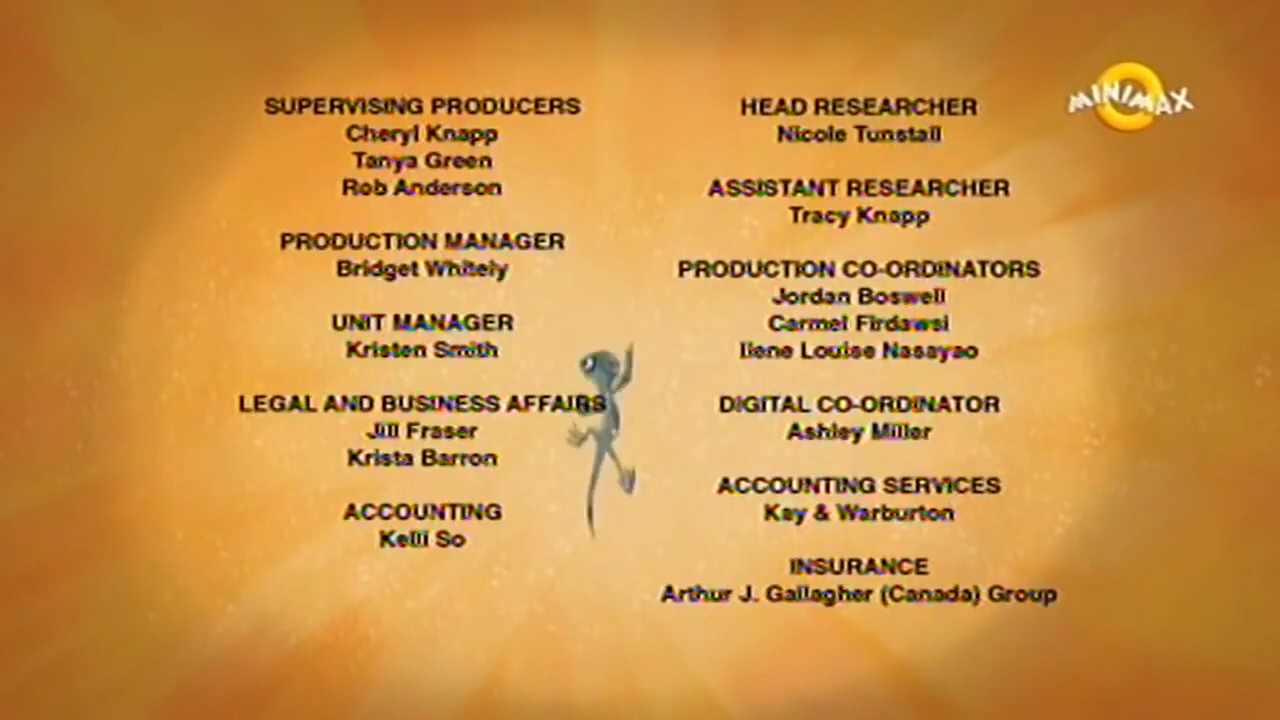 SUPERVISING PRODUCERS
Cheryl Knapp
Tanya Green
Rob Anderson
PRODUCTION MANAGER
Bridget Whitely
UNIT MANAGER
Kristen Smith
LEGAL AND BUSINESS AFFAIRS
Jill Fraser
Krista Barron
ACCOUNTING
Kelli So
HEAD RESEARCHER
Nicole Tunstall
ASSISTANT RESEARCHER
Tracy Knapp
PRODUCTION CO-ORDINATORS
Jordan Boswell
Carmel Firdawsi
Ilene Louise Nasayao
DIGITAL CO-ORDINATOR
Ashley Miller
ACCOUNTING SERVICES
Kay & Warburton
INSURANCE
Arthur J. Gallagher (Canada) Group
MINIMAX